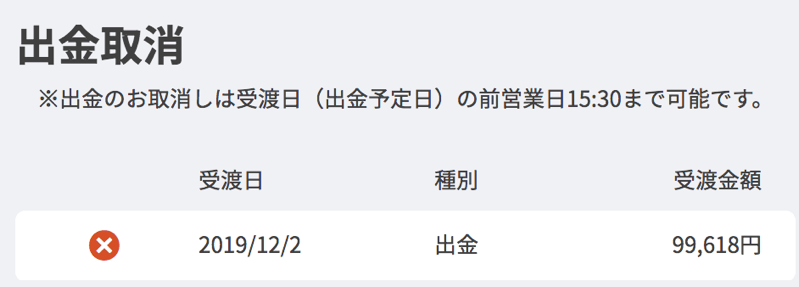 出金取消
※出金のお取消しは受渡日（出金予定日）の前営業日15:30まで可能です。
受渡日 種別 受渡金額
2019/12/2 出金 99,618円